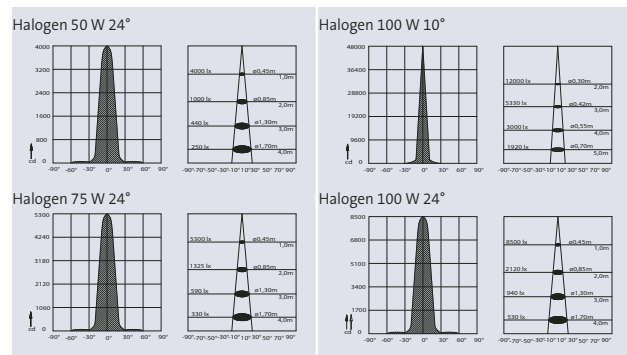 Halogen 50 W 24°
4000
3200
2400
1600
800
0
cd
-90° -60° -30° 0° 30° 60° 90°
4000 lx ø0,45m
1,0m
1000 lx ø0,85m
2,0m
440 lx ø1,30m
3,0m
250 lx ø1,70m
4,0m
-90°-70°-50°-30°-10°10°30°50°70°90°
Halogen 100 W 10°
48000
36400
28800
19200
9600
0
cd
-90° -60° -30° 0° 30° 60° 90°
12000 lx ø0,30m
2,0m
5330 lx ø0,42m
3,0m
3000 lx ø0,55m
4,0m
1920 lx ø0,70m
5,0m
-90°-70°-50°-30°-10°10°30° 50° 70° 90°
Halogen 75 W 24°
5300
4240
3180
2120
1060
0
cd
-90° -60° -30° 0° 30° 60° 90°
5300 lx ø0,45m
1,0m
1325 lx ø0,85m
2,0m
590 lx ø1,30m
3,0m
330 lx ø1,70m
4,0m
-90°-70°-50°-30°-10°10°30° 50° 70° 90°
Halogen 100 W 24°
8500
6800
5100
3400
1700
0
cd
-90° -60° -30° 0° 30° 60° 90°
8500 lx ø0,45m
1,0m
2120 lx ø0,85m
2,0m
940 lx ø1,30m
3,0m
530 lx ø1,70m
4,0m
-90°-70°-50°-30°-10°10°30° 50° 70° 90°